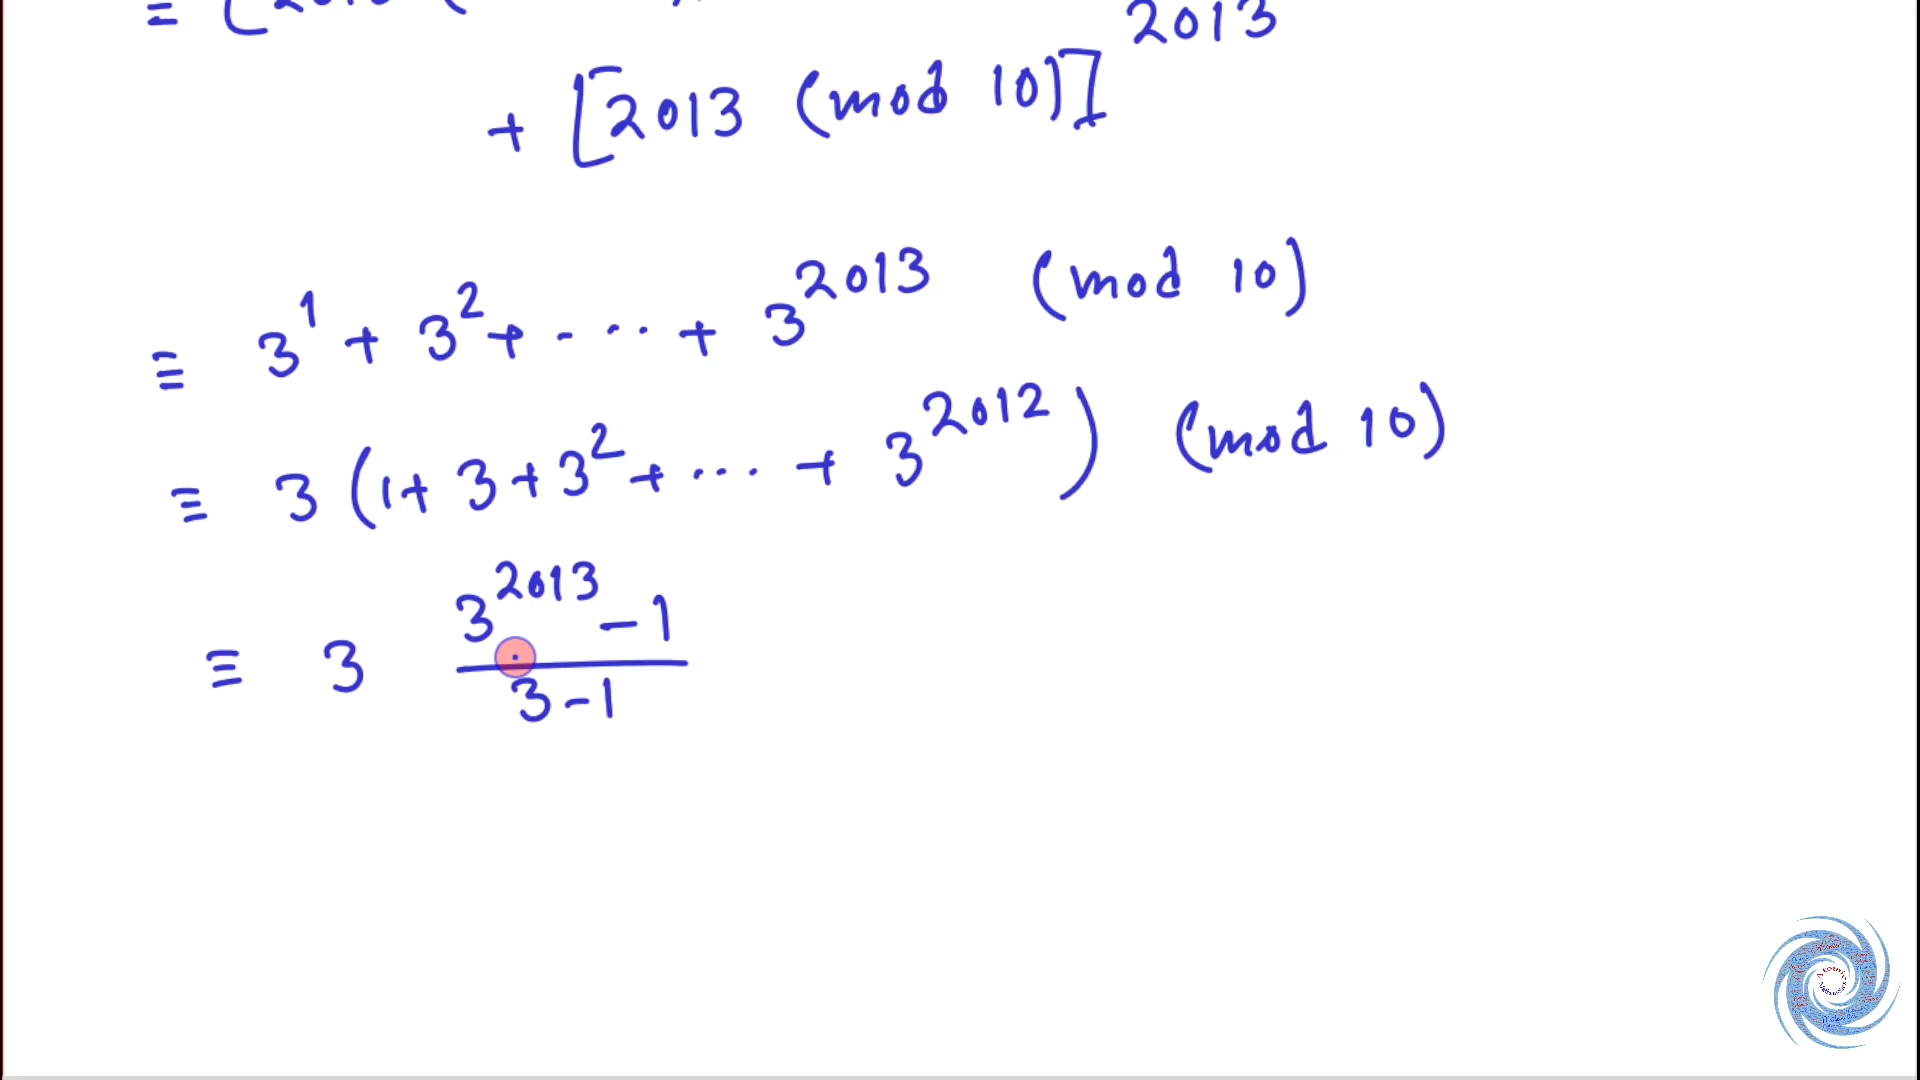 2013
+ [2013 (mod 10)]
≡ 3^1 + 3^2 + - ... + 3^2013 (mod 10)
≡ 3 (1 + 3 + 3^2 + ... + 3^2012) (mod 10)
≡ 3 (3^2013 - 1)/(3 - 1)